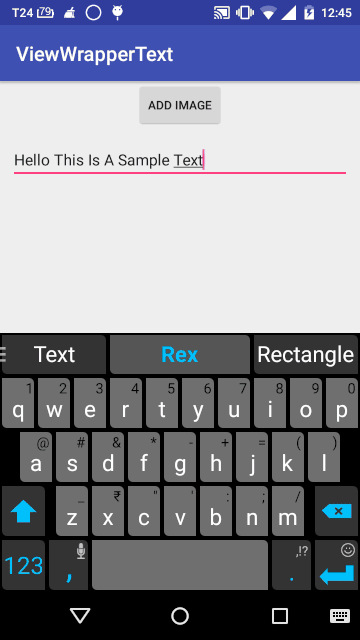 T24 79 12:45
ViewWrapperText
ADD IMAGE
Hello This Is A Sample Text
Text Rex Rectangle
1 2 3 4 5 6 7 8 9 0
q w e r t y u i o p
@ # & * - + = ( )
a s d f g h j k l
_ ₹ " ' : ; /
z x c v b n m
,!?
123 , .